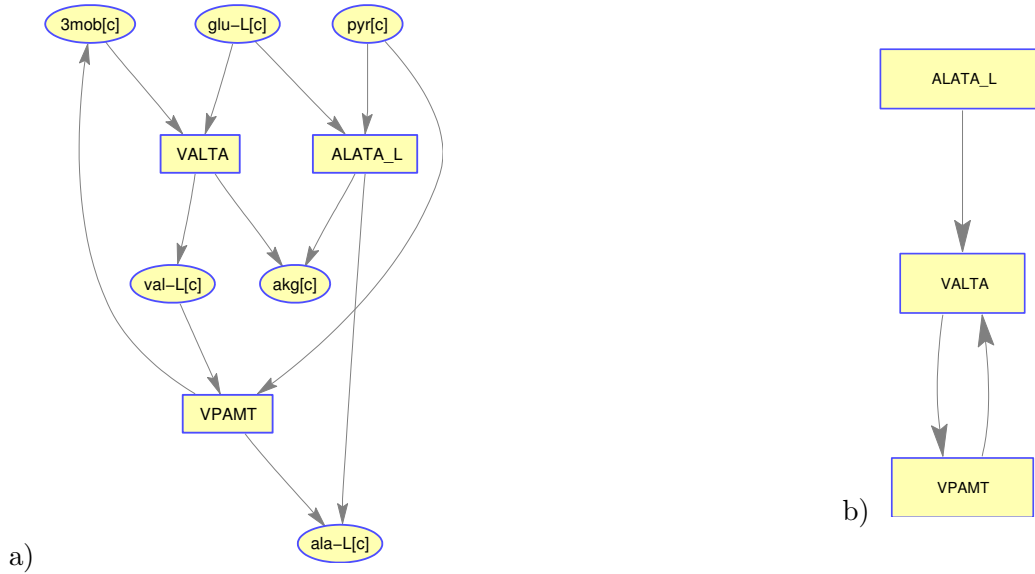 3mob[c] glu-L[c] pyr[c]
ALATA_L
VALTA ALATA_L
val-L[c] akg[c] VALTA
VPAMT
VPAMT
b)
ala-L[c]
a)